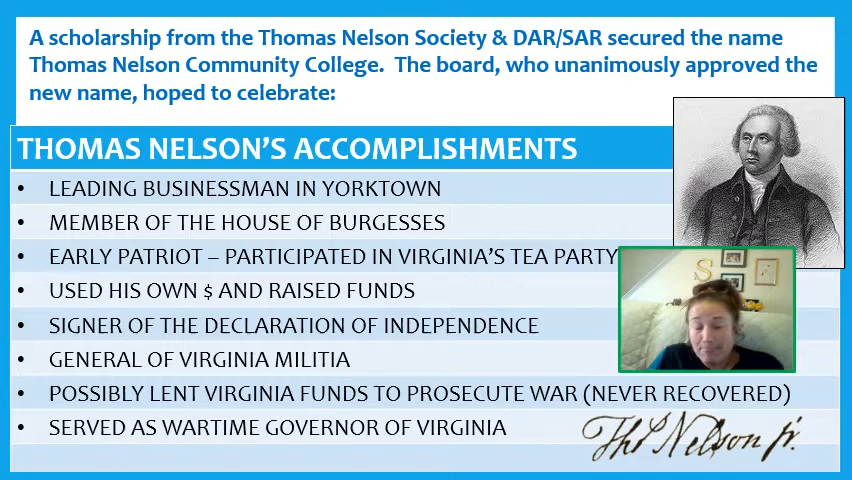 A scholarship from the Thomas Nelson Society & DAR/SAR secured the name
Thomas Nelson Community College.  The board, who unanimously approved the
new name, hoped to celebrate:
THOMAS NELSON'S ACCOMPLISHMENTS
• LEADING BUSINESSMAN IN YORKTOWN
• MEMBER OF THE HOUSE OF BURGESSES
• EARLY PATRIOT – PARTICIPATED IN VIRGINIA'S TEA PARTY
• USED HIS OWN $ AND RAISED FUNDS
• SIGNER OF THE DECLARATION OF INDEPENDENCE
• GENERAL OF VIRGINIA MILITIA
• POSSIBLY LENT VIRGINIA FUNDS TO PROSECUTE WAR (NEVER RECOVERED)
• SERVED AS WARTIME GOVERNOR OF VIRGINIA
Thos Nelson jr.
S